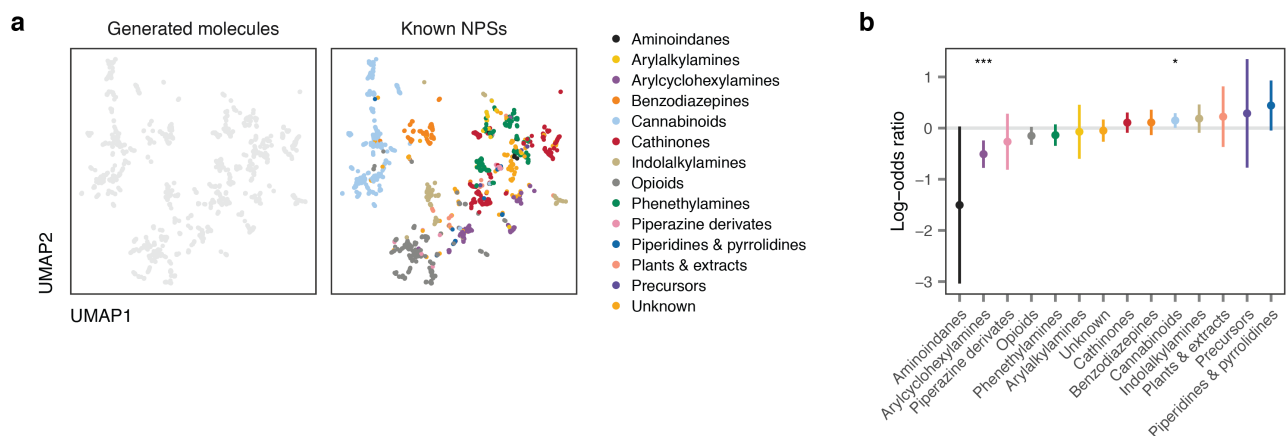 a
Generated molecules
Known NPSs
UMAP2
UMAP1
Aminoindanes
Arylalkylamines
Arylcyclohexylamines
Benzodiazepines
Cannabinoids
Cathinones
Indolalkylamines
Opioids
Phenethylamines
Piperazine derivates
Piperidines & pyrrolidines
Plants & extracts
Precursors
Unknown
b
***
*
Log−odds ratio
1
0
−1
−2
−3
Aminoindanes
Arylcyclohexylamines
Piperazine derivates
Opioids
Phenethylamines
Arylalkylamines
Unknown
Cathinones
Benzodiazepines
Cannabinoids
Indolalkylamines
Plants & extracts
Precursors
Piperidines & pyrrolidines